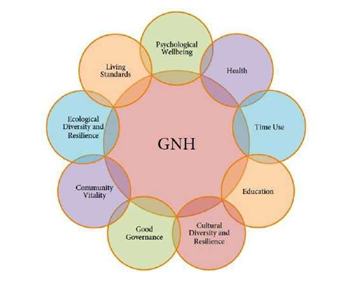 Psychological
Wellbeing
Health
Time Use
Education
Cultural
Diversity and
Resilience
Good
Governance
Community
Vitality
Ecological
Diversity and
Resilience
Living
Standards
GNH